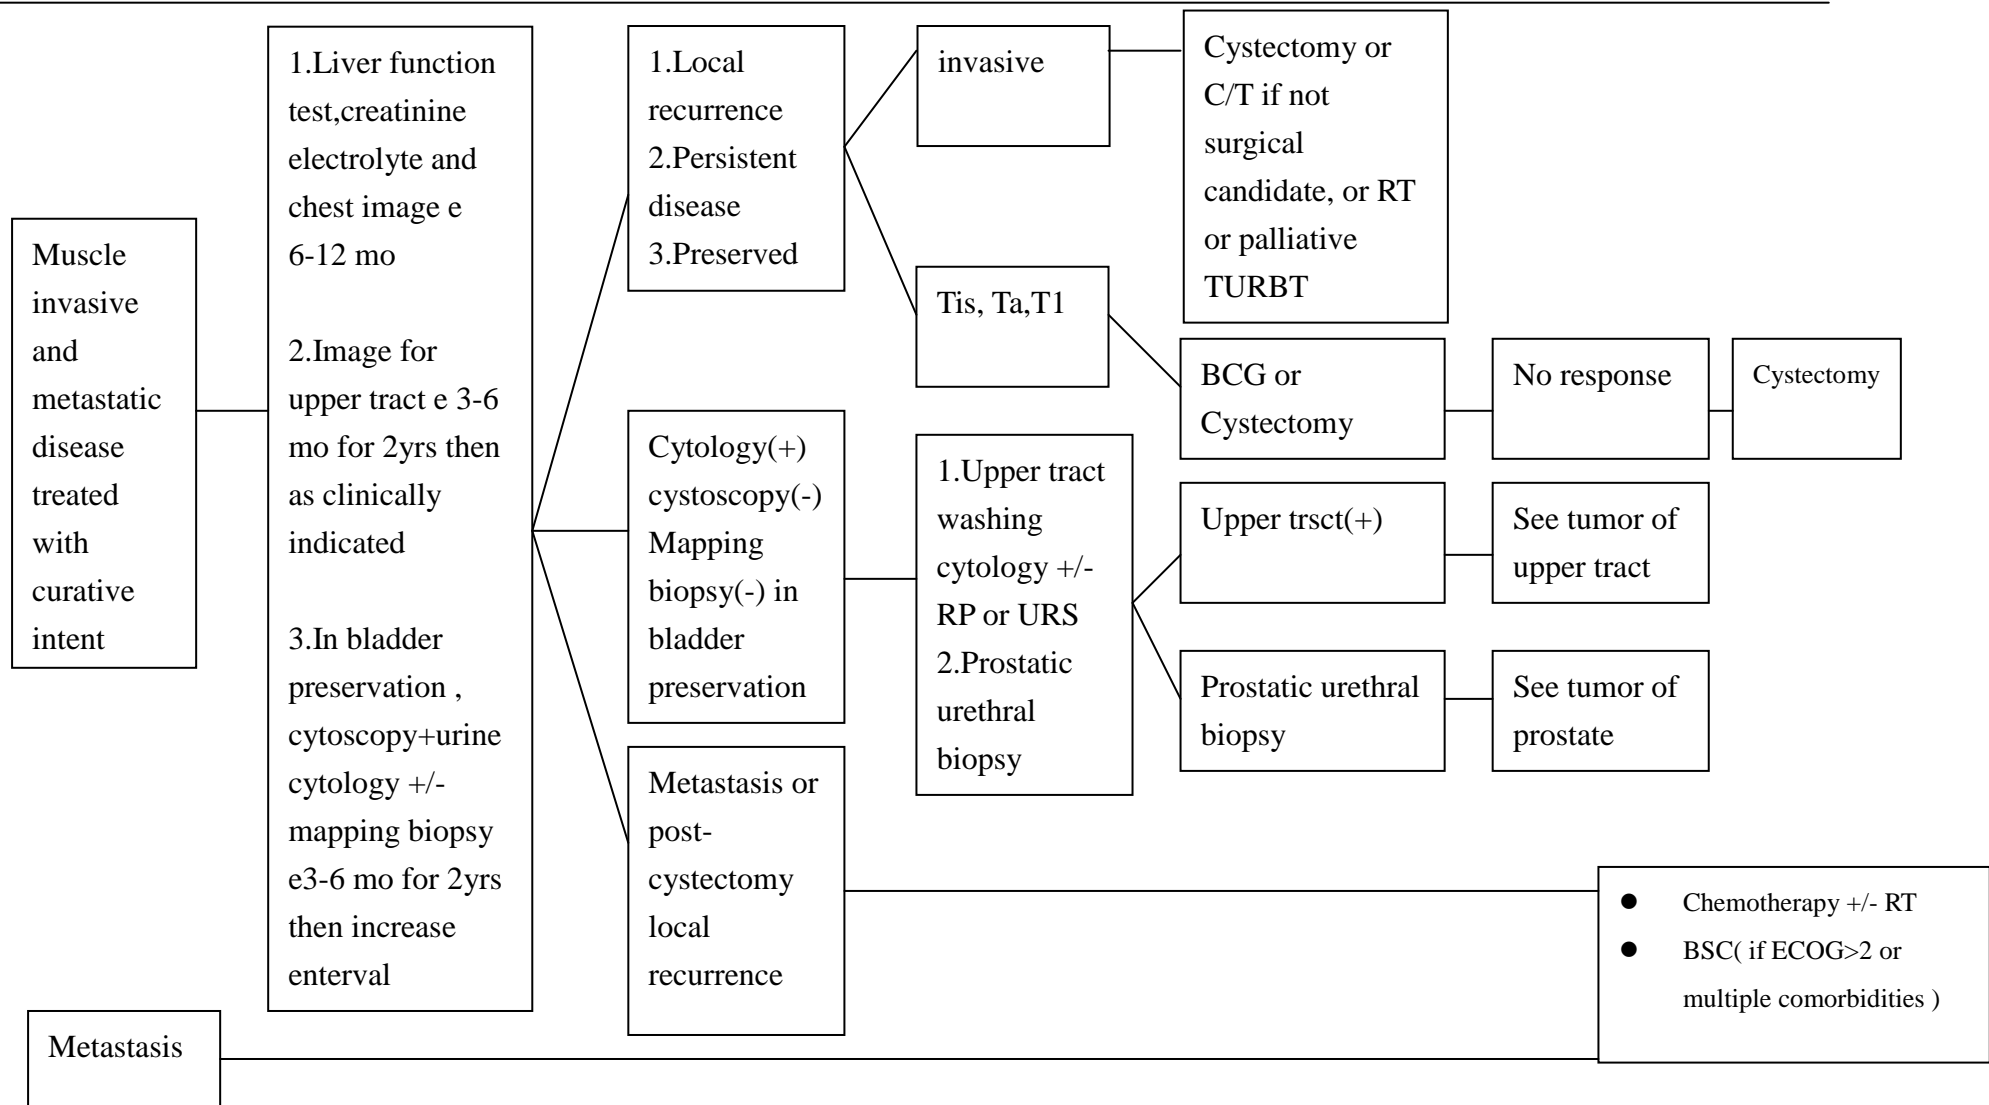 Muscle
invasive
and
metastatic
disease
treated
with
curative
intent
1.Liver function
test,creatinine
electrolyte and
chest image e
6-12 mo
2.Image for
upper tract e 3-6
mo for 2yrs then
as clinically
indicated
3.In bladder
preservation ,
cytoscopy+urine
cytology +/-
mapping biopsy
e3-6 mo for 2yrs
then increase
enterval
1.Local
recurrence
2.Persistent
disease
3.Preserved
invasive
Cystectomy or
C/T if not
surgical
candidate, or RT
or palliative
TURBT
Tis, Ta,T1
BCG or
Cystectomy
No response
Cystectomy
Cytology(+)
cystoscopy(-)
Mapping
biopsy(-) in
bladder
preservation
1.Upper tract
washing
cytology +/-
RP or URS
2.Prostatic
urethral
biopsy
Upper trsct(+)
See tumor of
upper tract
Prostatic urethral
biopsy
See tumor of
prostate
Metastasis or
post-
cystectomy
local
recurrence
● Chemotherapy +/- RT
● BSC( if ECOG>2 or
multiple comorbidities )
Metastasis